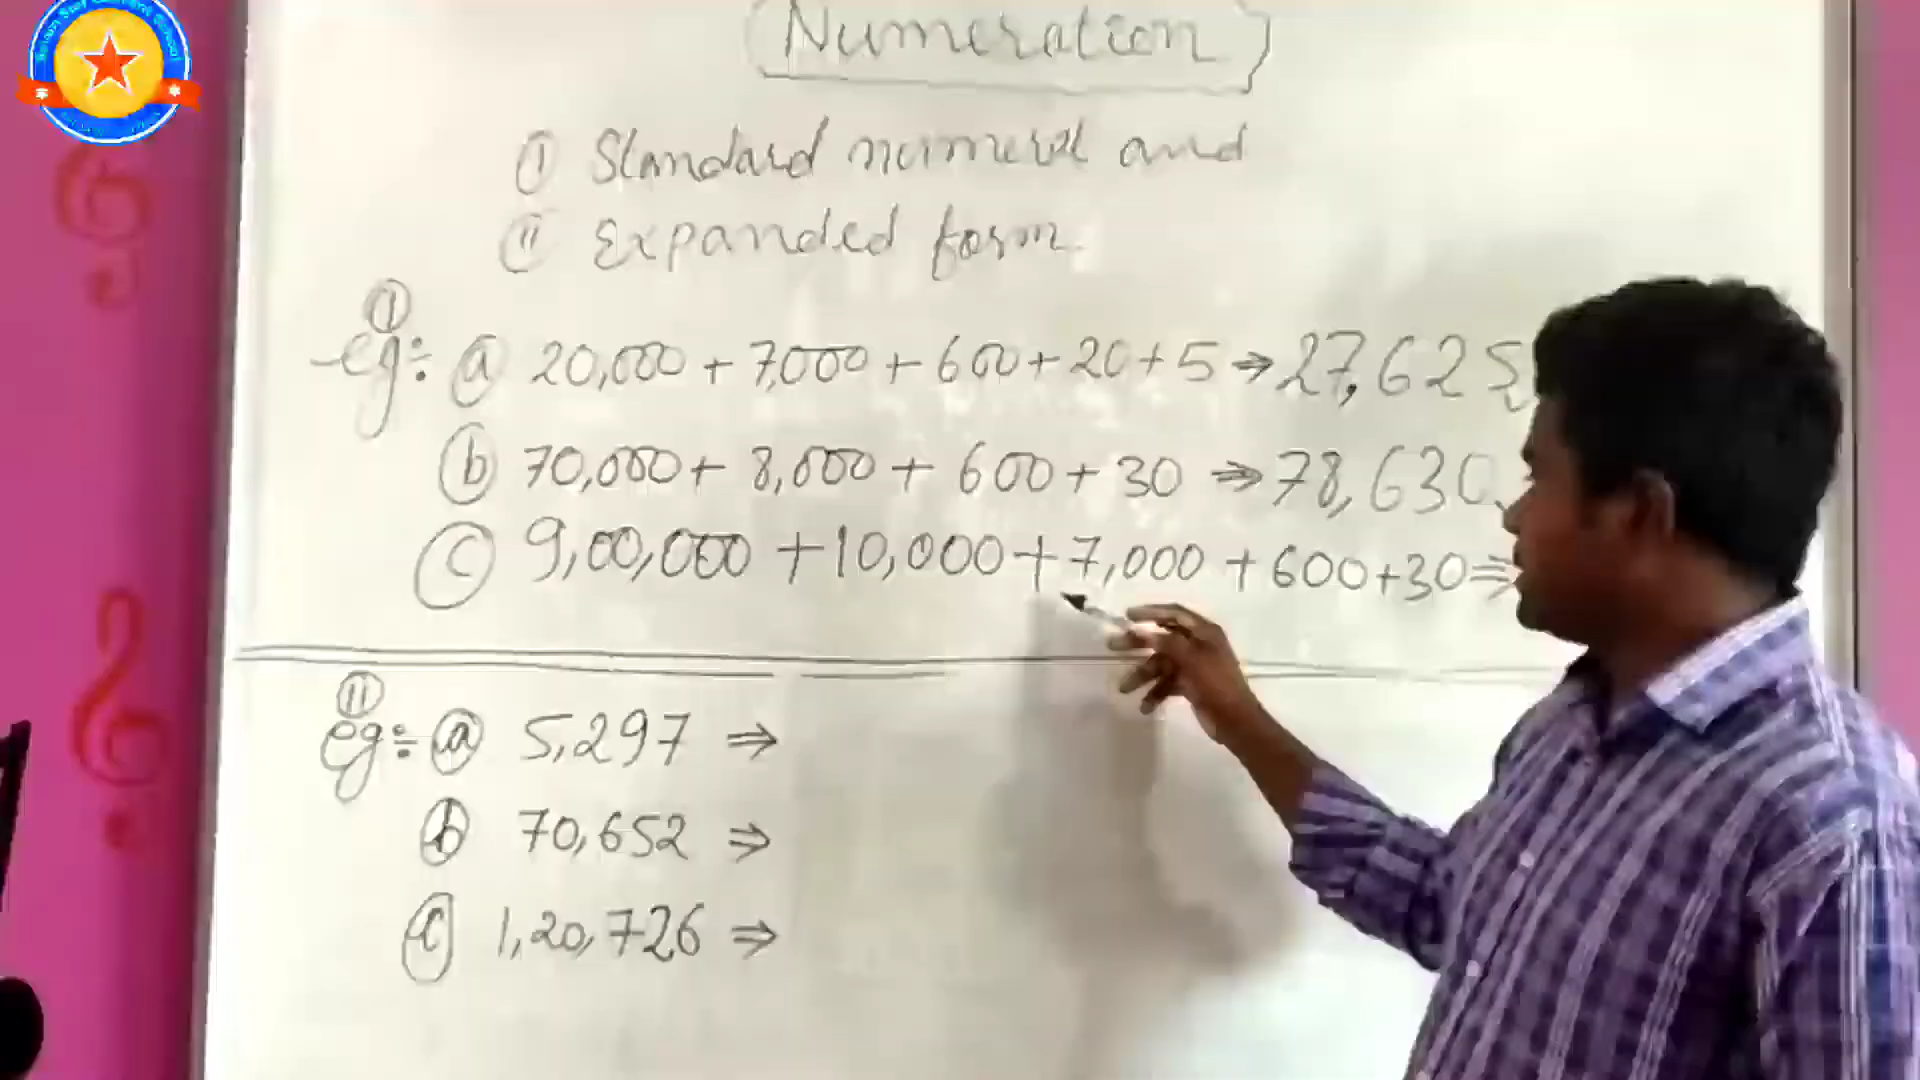 Numeration
(i) Standard numeral and
(ii) Expanded form.
(i)
eg:- (a) 20,000 + 7,000 + 600 + 20 + 5 ⇒ 27,625
(b) 70,000 + 8,000 + 600 + 30 ⇒ 78,630
(c) 9,00,000 + 10,000 + 7,000 + 600 + 30 ⇒
(ii)
eg:- (a) 5,297 ⇒
(b) 70,652 ⇒
(c) 1,20,726 ⇒